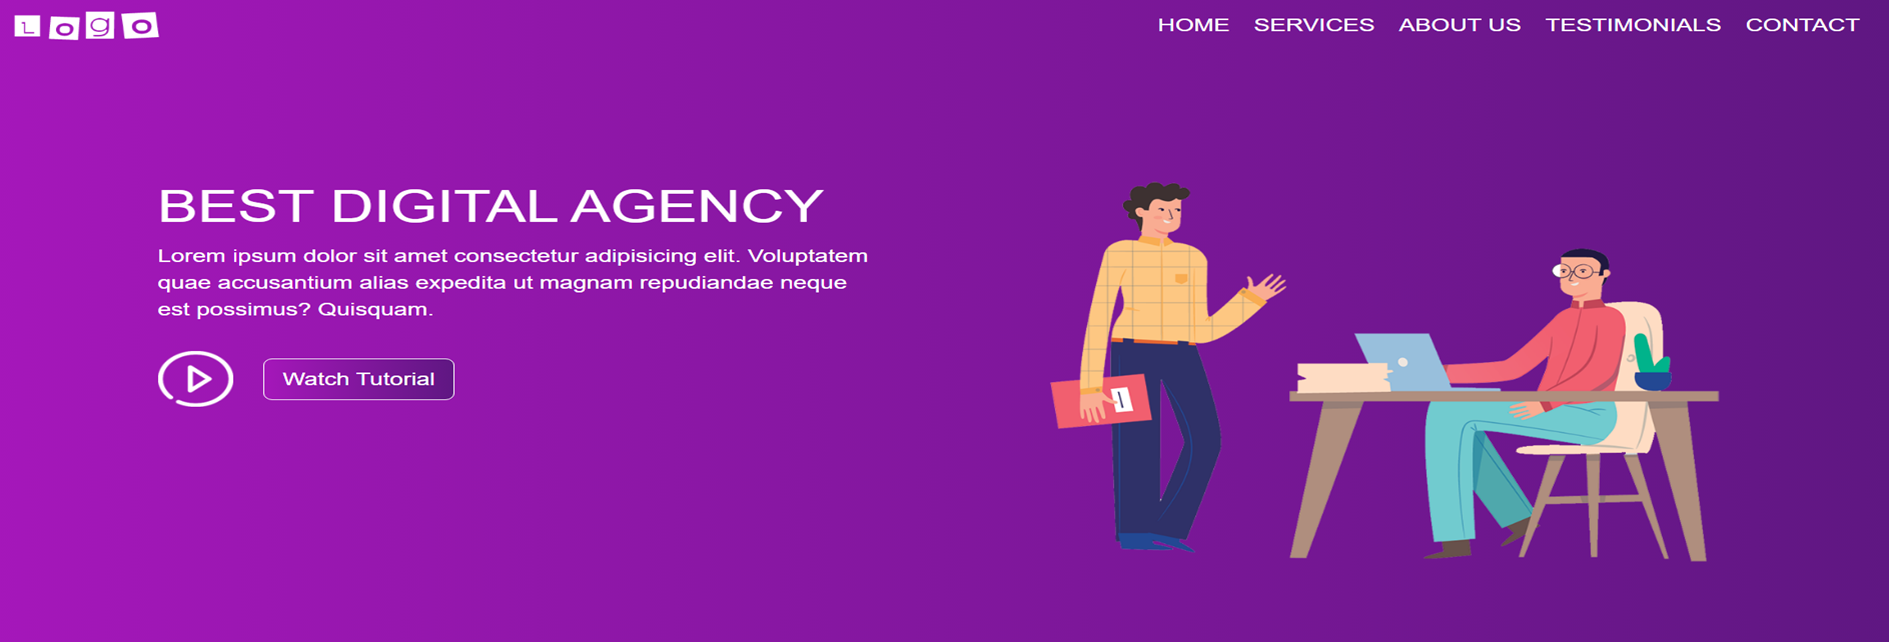 LOGO
HOME SERVICES ABOUT US TESTIMONIALS CONTACT
BEST DIGITAL AGENCY
Lorem ipsum dolor sit amet consectetur adipisicing elit. Voluptatem
quae accusantium alias expedita ut magnam repudiandae neque
est possimus? Quisquam.
Watch Tutorial